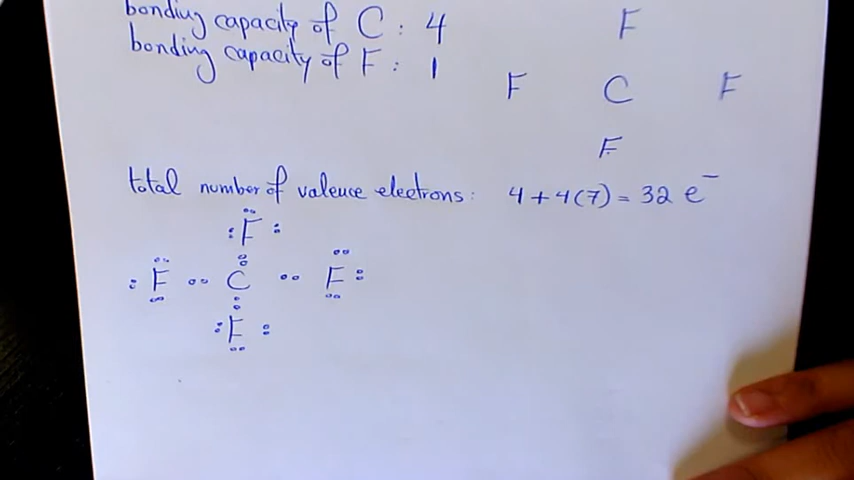 bonding capacity of C : 4
bonding capacity of F : 1
F
F C F
F
total number of valence electrons : 4 + 4(7) = 32 e⁻
F
F C F
F